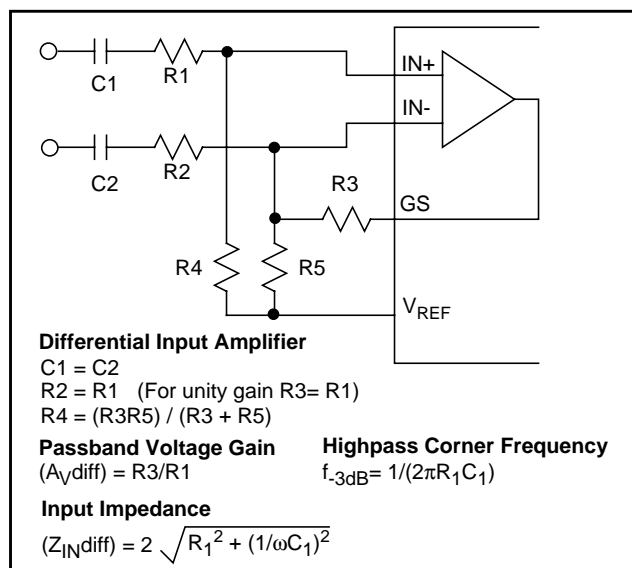 C1
R1
IN+
IN-
C2
R2
R3
GS
R4
R5
VREF
Differential Input Amplifier
C1 = C2
R2 = R1 (For unity gain R3= R1)
R4 = (R3R5) / (R3 + R5)
Passband Voltage Gain
(AVdiff) = R3/R1
Highpass Corner Frequency
f-3dB= 1/(2πR1C1)
Input Impedance
(ZINdiff) = 2 √R1² + (1/ωC1)²